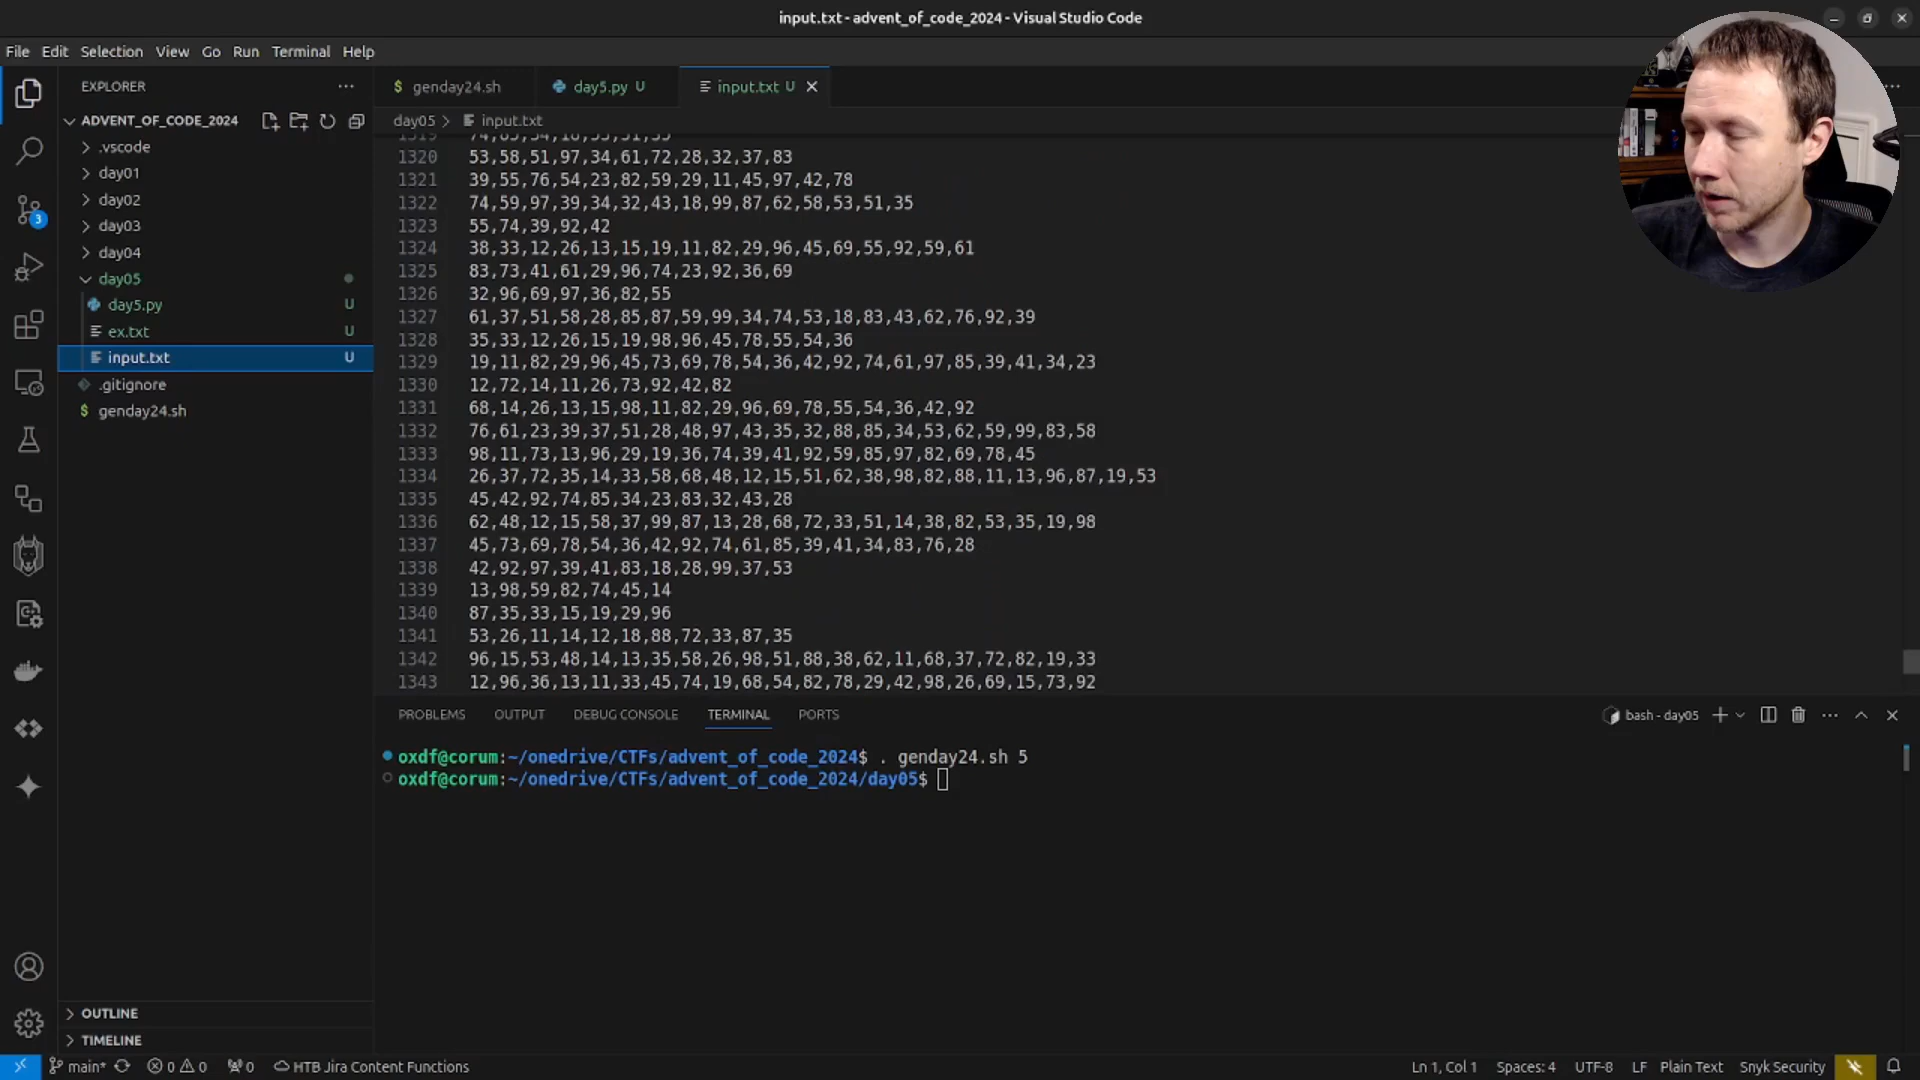 input.txt - advent_of_code_2024 - Visual Studio Code
File Edit Selection View Go Run Terminal Help
EXPLORER
genday24.sh
day5.py U
input.txt U
ADVENT_OF_CODE_2024
day05 > input.txt
.vscode
day01
day02
day03
day04
day05
day5.py U
ex.txt U
input.txt U
.gitignore
$ genday24.sh
3
1320 53,58,51,97,34,61,72,28,32,37,83
1321 39,55,76,54,23,82,59,29,11,45,97,42,78
1322 74,59,97,39,34,32,43,18,99,87,62,58,53,51,35
1323 55,74,39,92,42
1324 38,33,12,26,13,15,19,11,82,29,96,45,69,55,92,59,61
1325 83,73,41,61,29,96,74,23,92,36,69
1326 32,96,69,97,36,82,55
1327 61,37,51,58,28,85,87,59,99,34,74,53,18,83,43,62,76,92,39
1328 35,33,12,26,15,19,98,96,45,78,55,54,36
1329 19,11,82,29,96,45,73,69,78,54,36,42,92,74,61,97,85,39,41,34,23
1330 12,72,14,11,26,73,92,42,82
1331 68,14,26,13,15,98,11,82,29,96,69,78,55,54,36,42,92
1332 76,61,23,39,37,51,28,48,97,43,35,32,88,85,34,53,62,59,99,83,58
1333 98,11,73,13,96,29,19,36,74,39,41,92,59,85,97,82,69,78,45
1334 26,37,72,35,14,33,58,68,48,12,15,51,62,38,98,82,88,11,13,96,87,19,53
1335 45,42,92,74,85,34,23,83,32,43,28
1336 62,48,12,15,58,37,99,87,13,28,68,72,33,51,14,38,82,53,35,19,98
1337 45,73,69,78,54,36,42,92,74,61,85,39,41,34,83,76,28
1338 42,92,97,39,41,83,18,28,99,37,53
1339 13,98,59,82,74,45,14
1340 87,35,33,15,19,29,96
1341 53,26,11,14,12,18,88,72,33,87,35
1342 96,15,53,48,14,13,35,58,26,98,51,88,38,62,11,68,37,72,82,19,33
1343 12,96,36,13,11,33,45,74,19,68,54,82,78,29,42,98,26,69,15,73,92
PROBLEMS OUTPUT DEBUG CONSOLE TERMINAL PORTS
bash - day05
oxdf@corum:~/onedrive/CTFs/advent_of_code_2024$ . genday24.sh 5
oxdf@corum:~/onedrive/CTFs/advent_of_code_2024/day05$
OUTLINE
TIMELINE
main* 0 0 0 HTB Jira Content Functions
Ln 1, Col 1 Spaces: 4 UTF-8 LF Plain Text Snyk Security